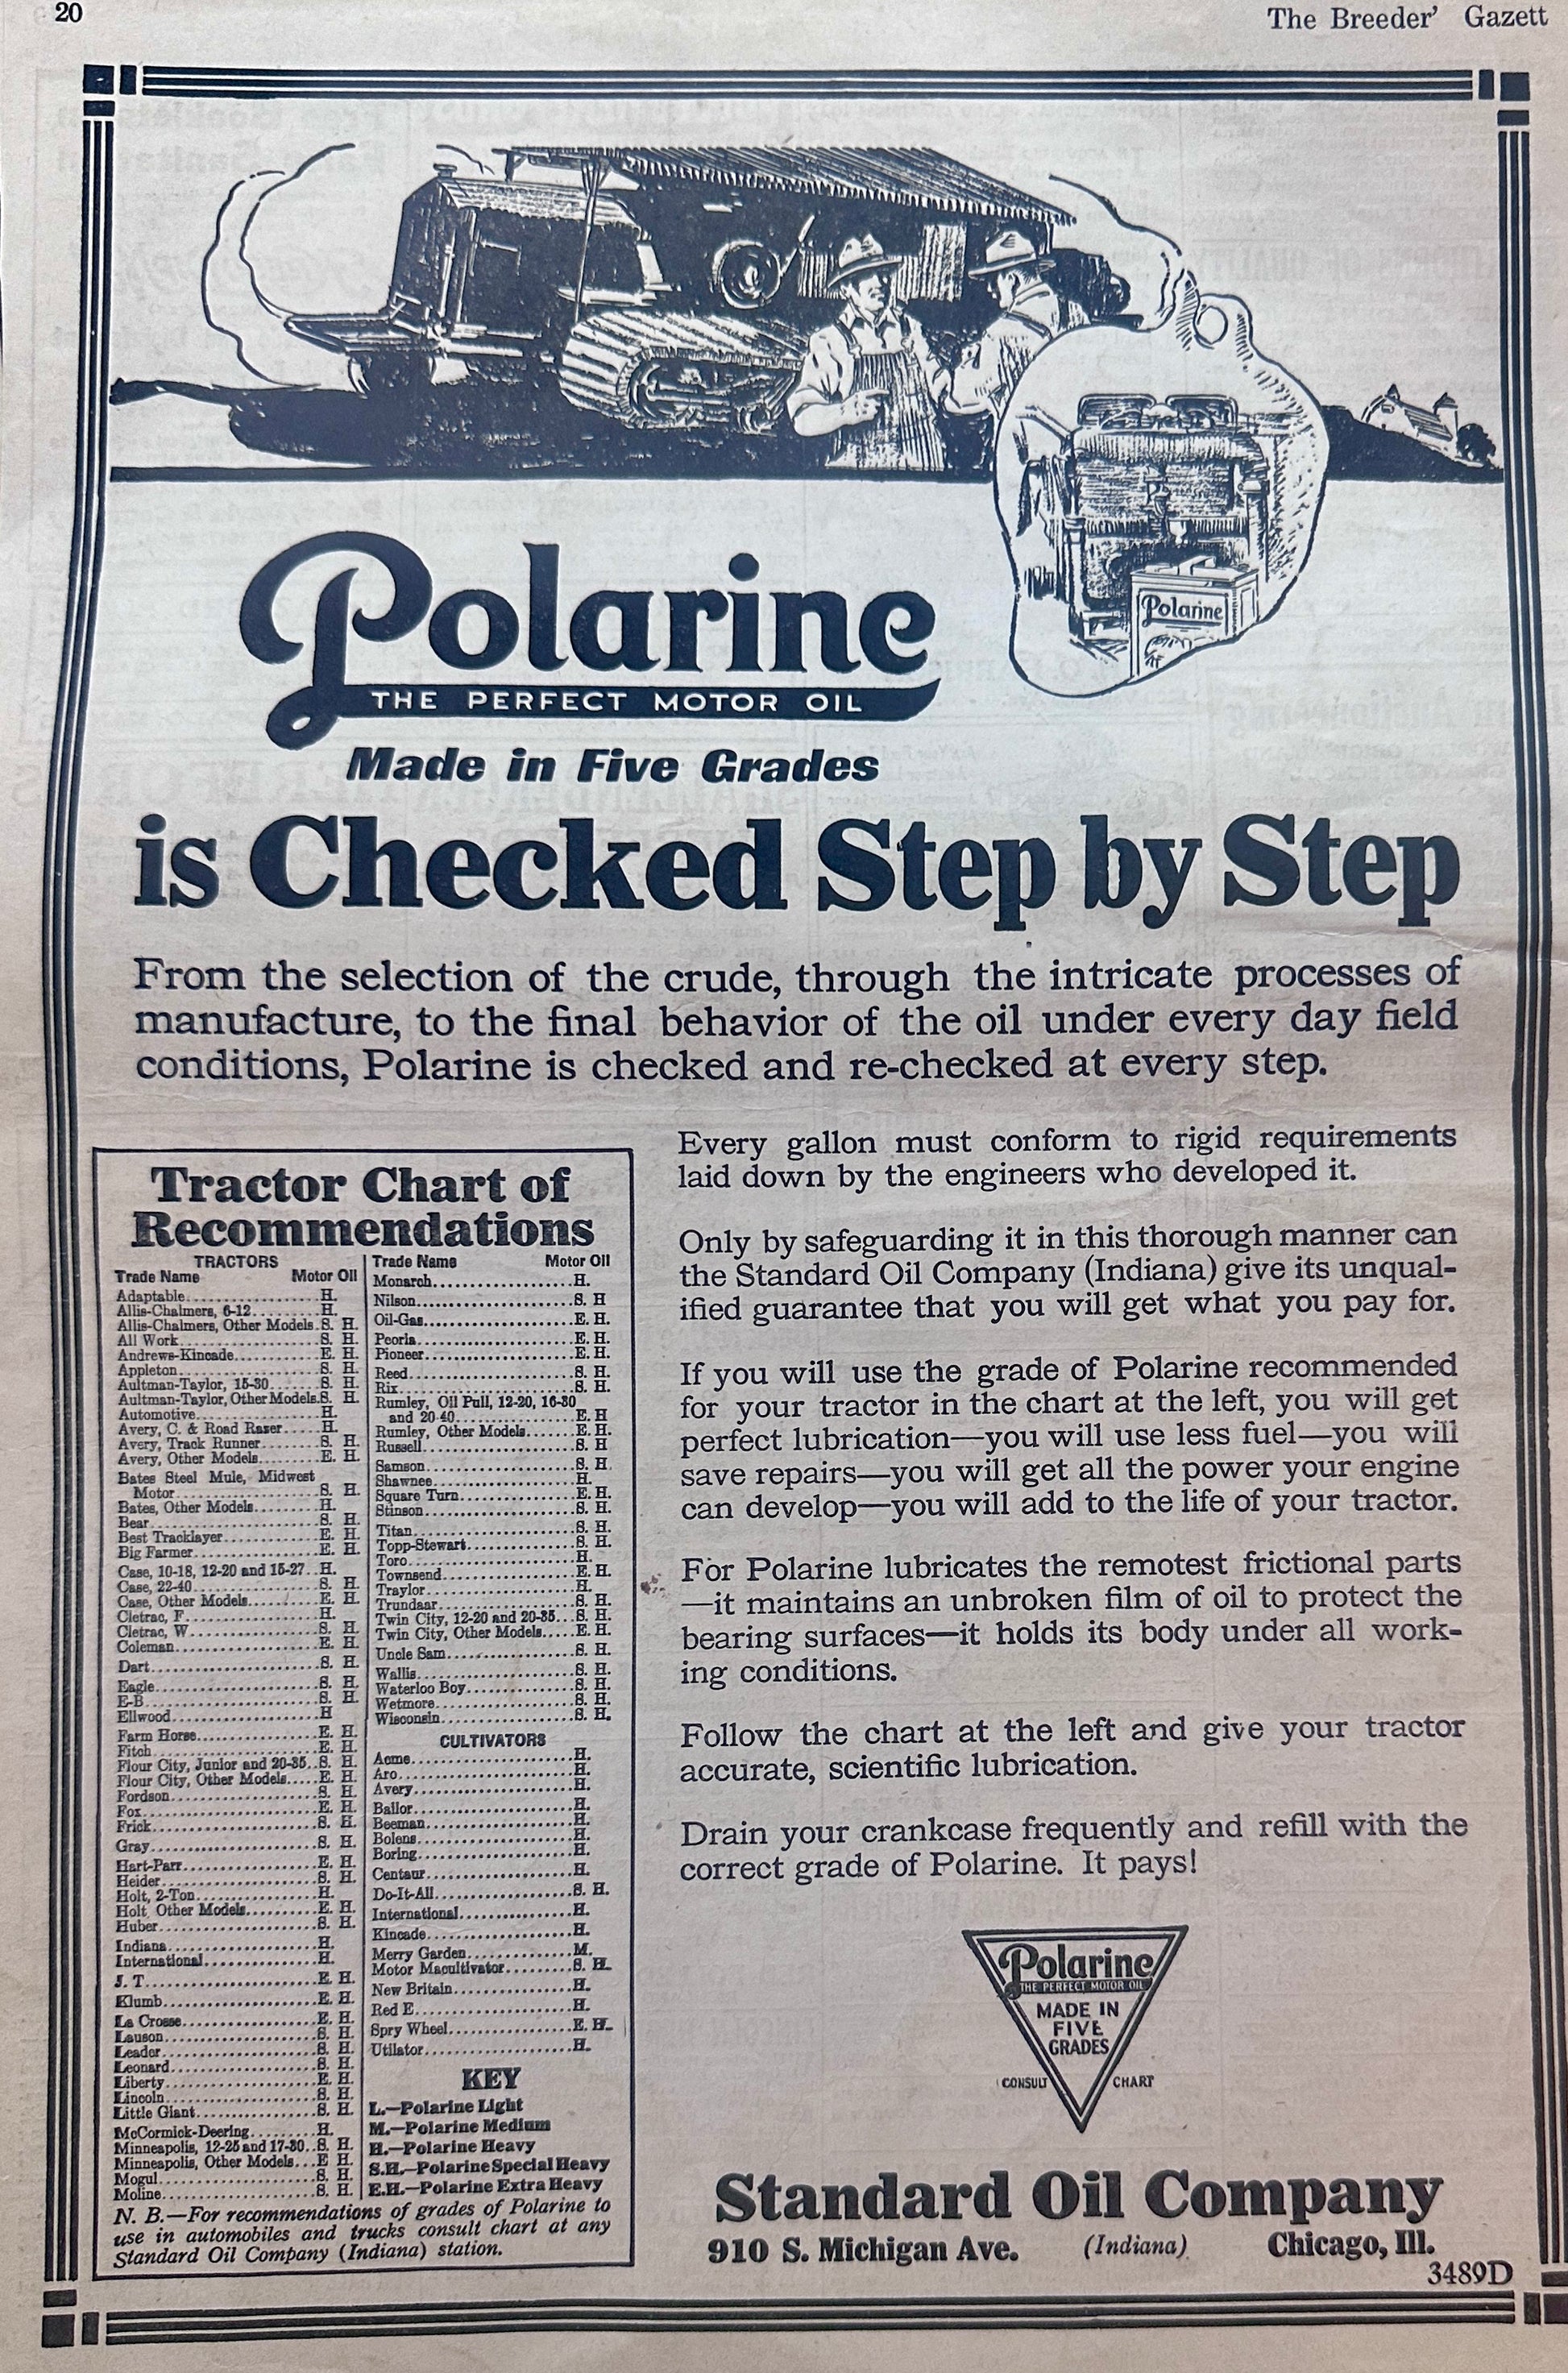 20
The Breeder' Gazett
Polarine
Polarine
THE PERFECT MOTOR OIL
Made in Five Grades
is Checked Step by Step
From the selection of the crude, through the intricate processes of
manufacture, to the final behavior of the oil under every day field
conditions, Polarine is checked and re-checked at every step.
Tractor Chart of
Recommendations
TRACTORS
Trade Name Motor Oil
Adaptable....................H.
Allis-Chalmers, 6-12.........H.
Allis-Chalmers, Other Models.S. H.
All Work.....................S. H.
Andrews-Kincade..............E. H.
Appleton.....................S. H.
Aultman-Taylor, 15-30........S. H.
Aultman-Taylor, Other Models.S. H.
Automotive...................H.
Avery, C. & Road Razer.......H.
Avery, Track Runner..........S. H.
Avery, Other Models..........E. H.
Bates Steel Mule, Midwest
Motor........................S. H.
Bates, Other Models..........H.
Bear.........................S. H.
Best Tracklayer..............E. H.
Big Farmer...................E. H.
Case, 10-18, 12-20 and 15-27..H.
Case, 22-40..................S. H.
Case, Other Models...........E. H.
Cletrac, F...................H.
Cletrac, W...................S. H.
Coleman......................E. H.
Dart.........................S. H.
Eagle........................S. H.
E-B..........................S. H.
Ellwood......................H
Farm Horse...................E. H.
Fitch........................E. H.
Flour City, Junior and 20-35..S. H.
Flour City, Other Models.....E. H.
Fordson......................S. H.
Fox..........................E. H.
Frick........................S. H.
Gray.........................S. H.
Hart-Parr....................E. H.
Heider.......................S. H.
Holt, 2-Ton..................H.
Holt, Other Models...........E. H.
Huber........................S. H.
Indiana......................H.
International................H.
J. T.........................E. H.
Klumb........................E. H.
La Crosse....................E. H.
Lauson.......................S. H.
Leader.......................S. H.
Leonard......................S. H.
Liberty......................E. H.
Lincoln......................S. H.
Little Giant.................S. H.
McCormick-Deering............H.
Minneapolis, 12-25 and 17-30..S. H.
Minneapolis, Other Models....E H.
Mogul........................S. H.
Moline.......................S. H.
Trade Name Motor Oil
Monarch......................H.
Nilson.......................S. H
Oil-Gas......................E. H.
Peoria.......................E. H.
Pioneer......................E. H.
Reed.........................S. H.
Rix..........................S. H.
Rumley, Oil Pull, 12-20, 16-30
and 20-40....................E. H
Rumley, Other Models.........E. H.
Russell......................S. H
Samson.......................S. H.
Shawnee......................H.
Square Turn..................E. H.
Stinson......................S. H.
Titan........................S. H.
Topp-Stewart.................S. H.
Toro.........................H.
Townsend.....................E. H.
Traylor......................H.
Trundaar.....................S. H.
Twin City, 12-20 and 20-35...S. H.
Twin City, Other Models......E. H.
Uncle Sam....................S. H.
Wallis.......................S. H.
Waterloo Boy.................S. H.
Wetmore......................S. H.
Wisconsin....................S. H.
CULTIVATORS
Acme.........................H.
Aro..........................H.
Avery........................H.
Bailor.......................H.
Beeman.......................H.
Bolens.......................H.
Boring.......................H.
Centaur......................H.
Do-It-All....................S. H.
International................H.
Kincade......................H.
Merry Garden.................M.
Motor Macultivator...........S. H.
New Britain..................H.
Red E........................H.
Spry Wheel...................E. H.
Utilator.....................H.
KEY
L.—Polarine Light
M.—Polarine Medium
H.—Polarine Heavy
S.H.—Polarine Special Heavy
E.H.—Polarine Extra Heavy
N. B.—For recommendations of grades of Polarine to
use in automobiles and trucks consult chart at any
Standard Oil Company (Indiana) station.
Every gallon must conform to rigid requirements
laid down by the engineers who developed it.
Only by safeguarding it in this thorough manner can
the Standard Oil Company (Indiana) give its unqual-
ified guarantee that you will get what you pay for.
If you will use the grade of Polarine recommended
for your tractor in the chart at the left, you will get
perfect lubrication—you will use less fuel—you will
save repairs—you will get all the power your engine
can develop—you will add to the life of your tractor.
For Polarine lubricates the remotest frictional parts
—it maintains an unbroken film of oil to protect the
bearing surfaces—it holds its body under all work-
ing conditions.
Follow the chart at the left and give your tractor
accurate, scientific lubrication.
Drain your crankcase frequently and refill with the
correct grade of Polarine. It pays!
Polarine
THE PERFECT MOTOR OIL
MADE IN
FIVE
GRADES
CONSULT CHART
Standard Oil Company
910 S. Michigan Ave. (Indiana) Chicago, Ill.
3489D